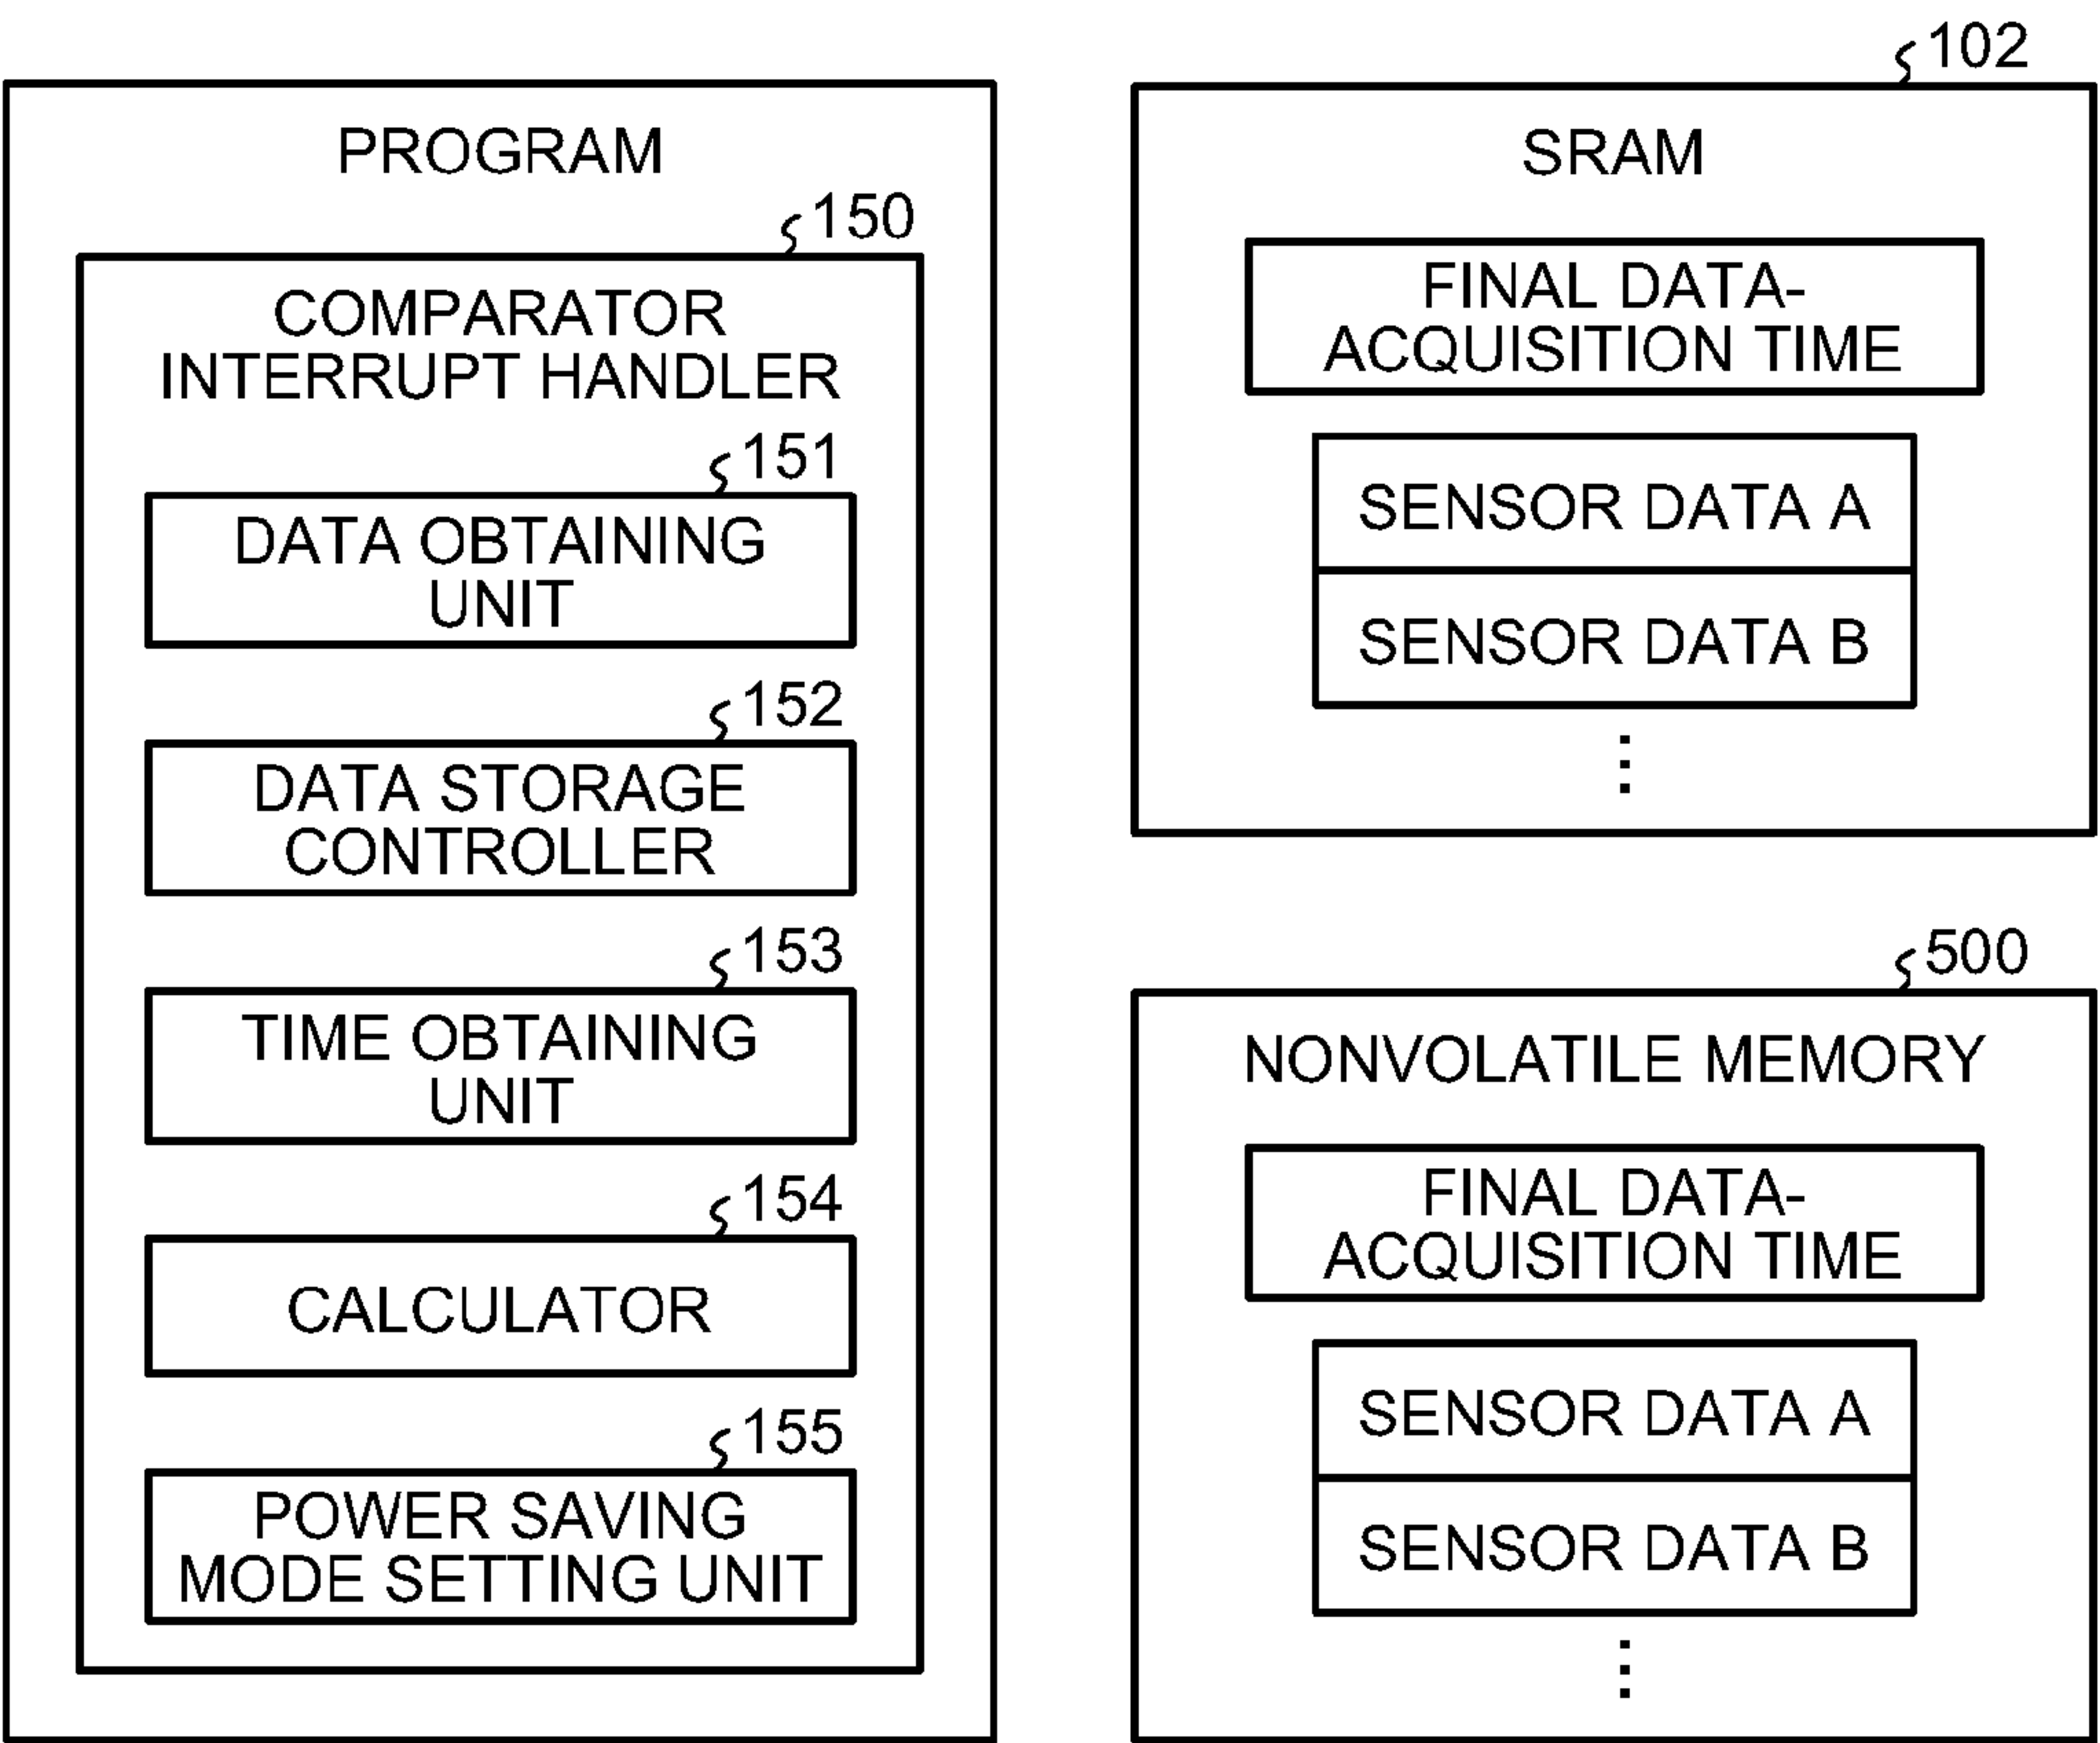 PROGRAM
150
COMPARATOR
INTERRUPT HANDLER
151
DATA OBTAINING
UNIT
152
DATA STORAGE
CONTROLLER
153
TIME OBTAINING
UNIT
154
CALCULATOR
155
POWER SAVING
MODE SETTING UNIT
102
SRAM
FINAL DATA-
ACQUISITION TIME
SENSOR DATA A
SENSOR DATA B
⋮
500
NONVOLATILE MEMORY
FINAL DATA-
ACQUISITION TIME
SENSOR DATA A
SENSOR DATA B
⋮